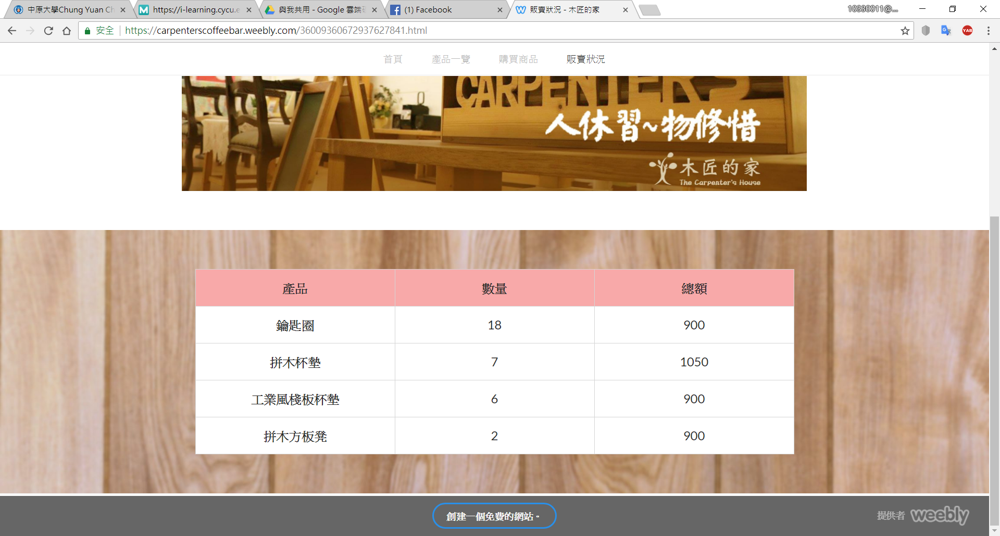 中原大學Chung Yuan Ch
https://i-learning.cycu.e
與我共用 - Google 雲端
(1) Facebook
販賣狀況 - 木匠的家
10330011@...
安全
https://carpenterscoffeebar.weebly.com/36009360672937627841.html
YAB
首頁
產品一覽
購買商品
販賣狀況
CARPENTER'S
人休習~物修惜
木匠的家
The Carpenter's House
產品 數量 總額
鑰匙圈 18 900
拼木杯墊 7 1050
工業風棧板杯墊 6 900
拼木方板凳 2 900
創建一個免費的網站。
提供者 weebly